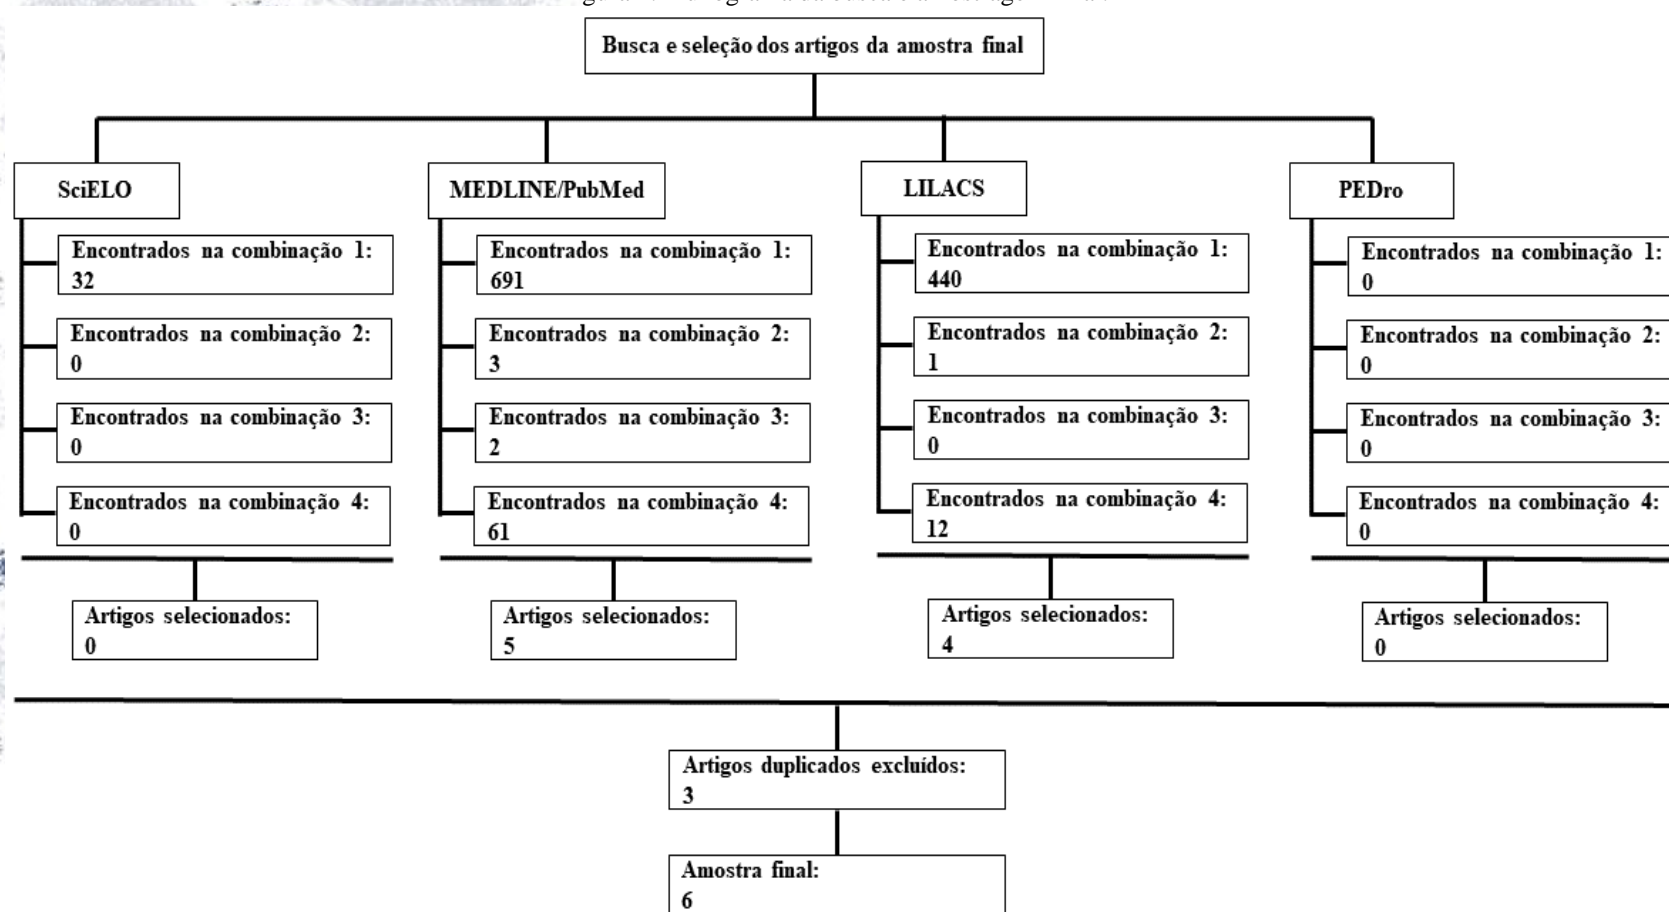 Busca e seleção dos artigos da amostra final
SciELO
Encontrados na combinação 1:
32
Encontrados na combinação 2:
0
Encontrados na combinação 3:
0
Encontrados na combinação 4:
0
Artigos selecionados:
0
MEDLINE/PubMed
Encontrados na combinação 1:
691
Encontrados na combinação 2:
3
Encontrados na combinação 3:
2
Encontrados na combinação 4:
61
Artigos selecionados:
5
LILACS
Encontrados na combinação 1:
440
Encontrados na combinação 2:
1
Encontrados na combinação 3:
0
Encontrados na combinação 4:
12
Artigos selecionados:
4
PEDro
Encontrados na combinação 1:
0
Encontrados na combinação 2:
0
Encontrados na combinação 3:
0
Encontrados na combinação 4:
0
Artigos selecionados:
0
Artigos duplicados excluídos:
3
Amostra final:
6